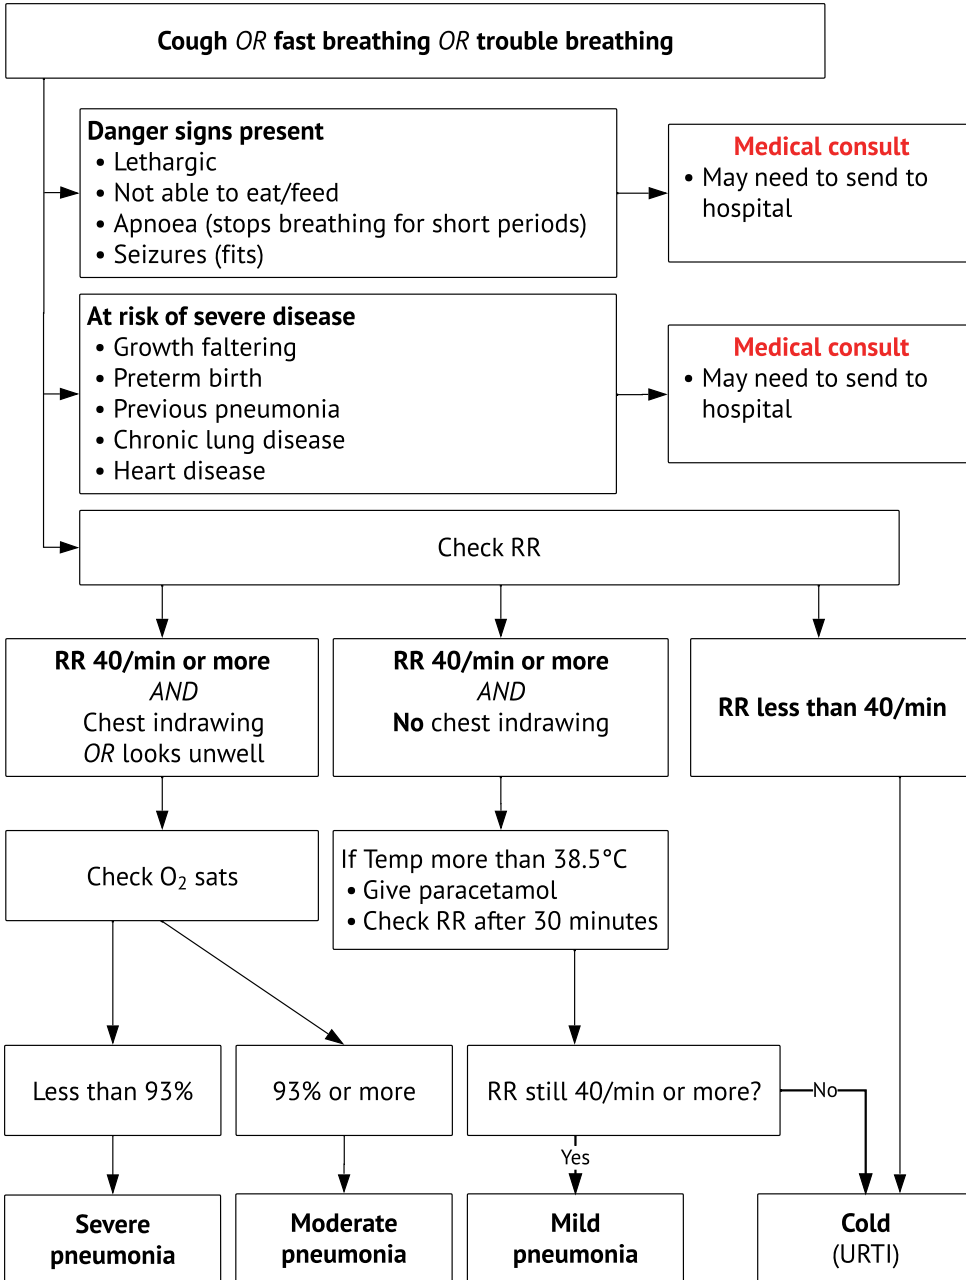 Cough OR fast breathing OR trouble breathing
Danger signs present
• Lethargic
• Not able to eat/feed
• Apnoea (stops breathing for short periods)
• Seizures (fits)
Medical consult
• May need to send to
hospital
At risk of severe disease
• Growth faltering
• Preterm birth
• Previous pneumonia
• Chronic lung disease
• Heart disease
Medical consult
• May need to send to
hospital
Check RR
RR 40/min or more
AND
Chest indrawing
OR looks unwell
RR 40/min or more
AND
No chest indrawing
RR less than 40/min
Check O₂ sats
If Temp more than 38.5°C
• Give paracetamol
• Check RR after 30 minutes
Less than 93%
93% or more
RR still 40/min or more?
No
Yes
Severe
pneumonia
Moderate
pneumonia
Mild
pneumonia
Cold
(URTI)